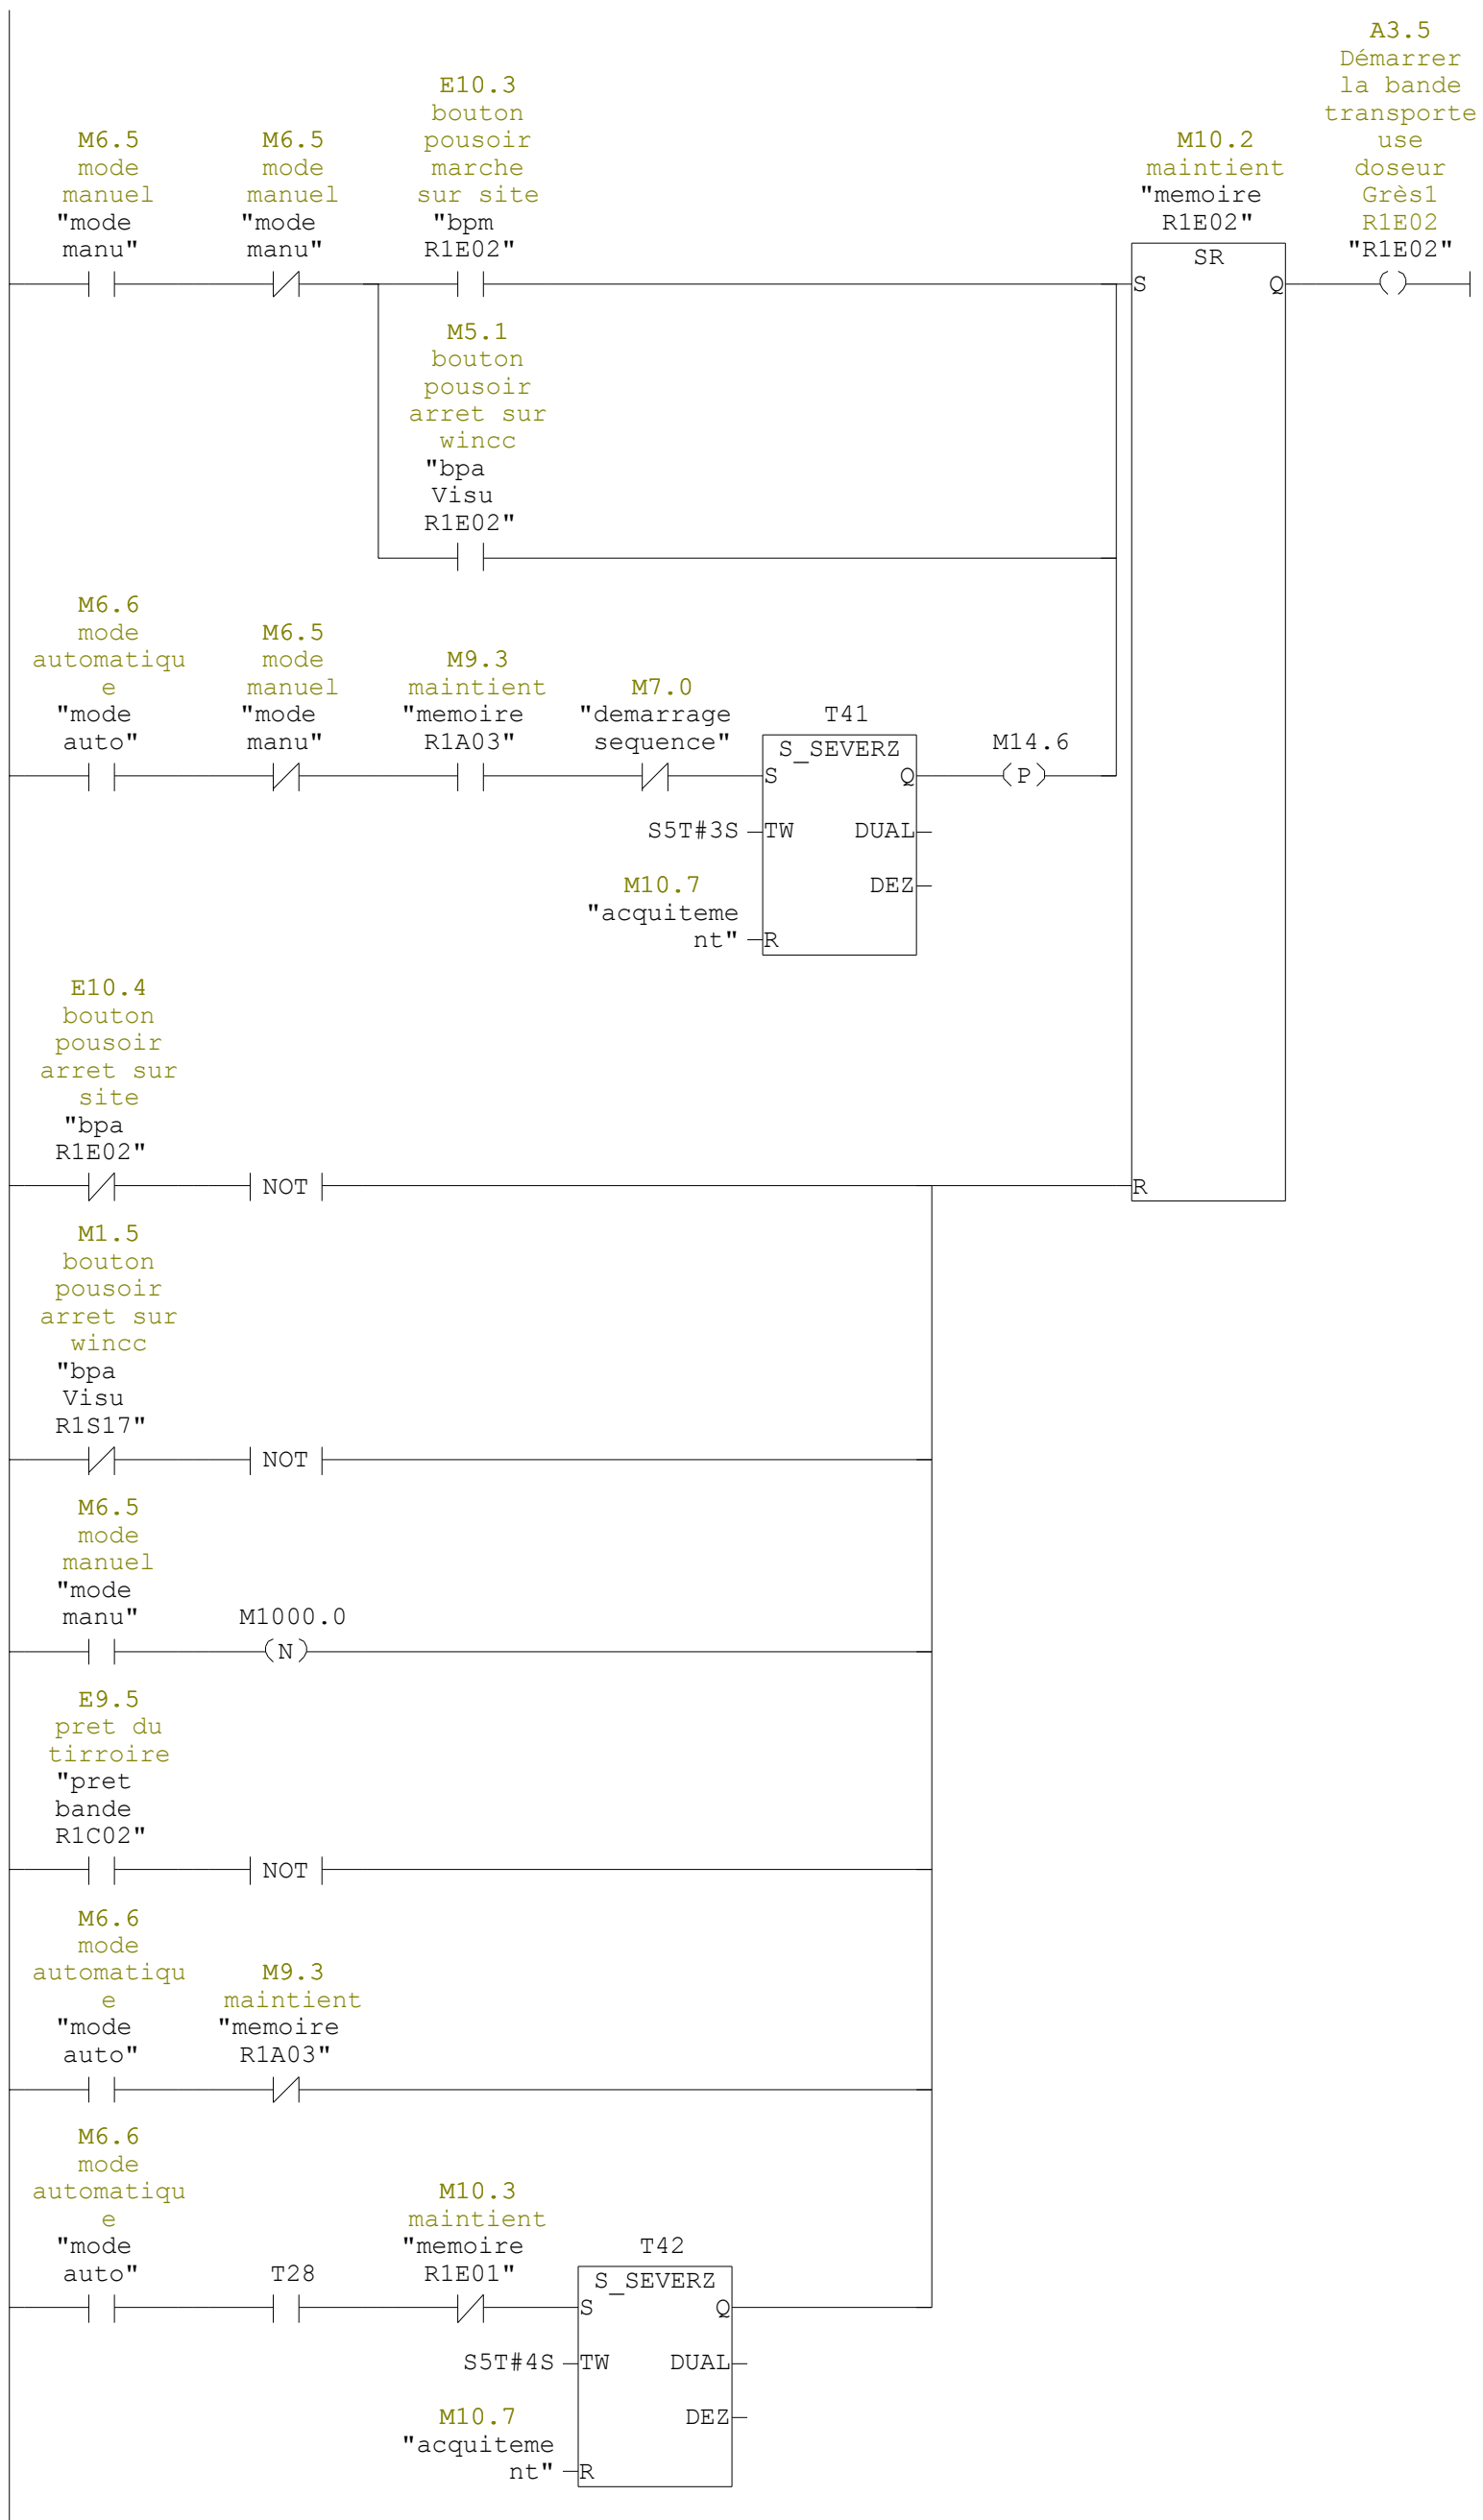 A3.5
Démarrer
la bande
transporte
use
doseur
Grès1
R1E02
"R1E02"
M6.5
mode
manuel
"mode
manu"
M6.5
mode
manuel
"mode
manu"
E10.3
bouton
pousoir
marche
sur site
"bpm
R1E02"
M10.2
maintient
"memoire
R1E02"
SR
S
Q
( )
M5.1
bouton
pousoir
arret sur
wincc
"bpa
Visu
R1E02"
M6.6
mode
automatiqu
e
"mode
auto"
M6.5
mode
manuel
"mode
manu"
M9.3
maintient
"memoire
R1A03"
M7.0
"demarrage
sequence"
T41
S_SEVERZ
S
Q
M14.6
(P)
S5T#3S
TW
DUAL
M10.7
"acquiteme
nt"
DEZ
R
E10.4
bouton
pousoir
arret sur
site
"bpa
R1E02"
NOT
R
M1.5
bouton
pousoir
arret sur
wincc
"bpa
Visu
R1S17"
NOT
M6.5
mode
manuel
"mode
manu"
M1000.0
(N)
E9.5
pret du
tirroire
"pret
bande
R1C02"
NOT
M6.6
mode
automatiqu
e
"mode
auto"
M9.3
maintient
"memoire
R1A03"
M6.6
mode
automatiqu
e
"mode
auto"
T28
M10.3
maintient
"memoire
R1E01"
T42
S_SEVERZ
S
Q
S5T#4S
TW
DUAL
M10.7
"acquiteme
nt"
DEZ
R